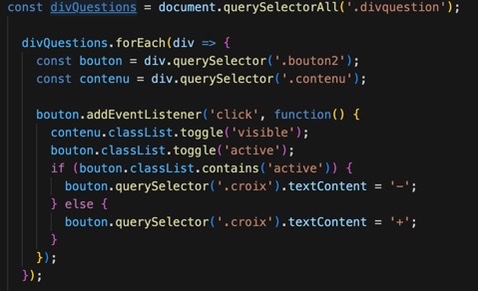 const divQuestions = document.querySelectorAll('.divquestion');
divQuestions.forEach(div => {
const bouton = div.querySelector('.bouton2');
const contenu = div.querySelector('.contenu');
bouton.addEventListener('click', function() {
contenu.classList.toggle('visible');
bouton.classList.toggle('active');
if (bouton.classList.contains('active')) {
bouton.querySelector('.croix').textContent = '-';
} else {
bouton.querySelector('.croix').textContent = '+';
}
});
});